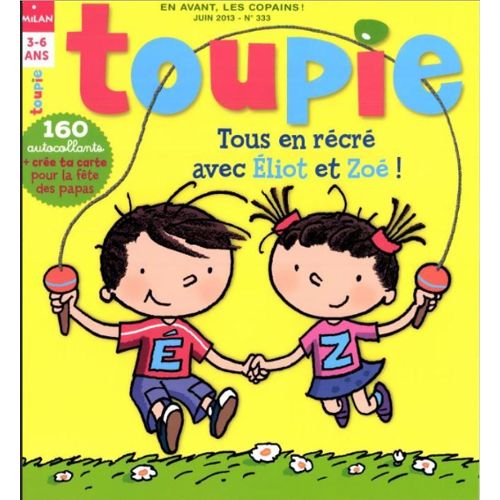 MiLAN
3-6
ANS
toupie
EN AVANT, LES COPAINS !
JUIN 2013 - N° 333
toupie
160
autocollants
+ crée ta carte
pour la fête
des papas
Tous en récré
avec Éliot et Zoé !
É
Z